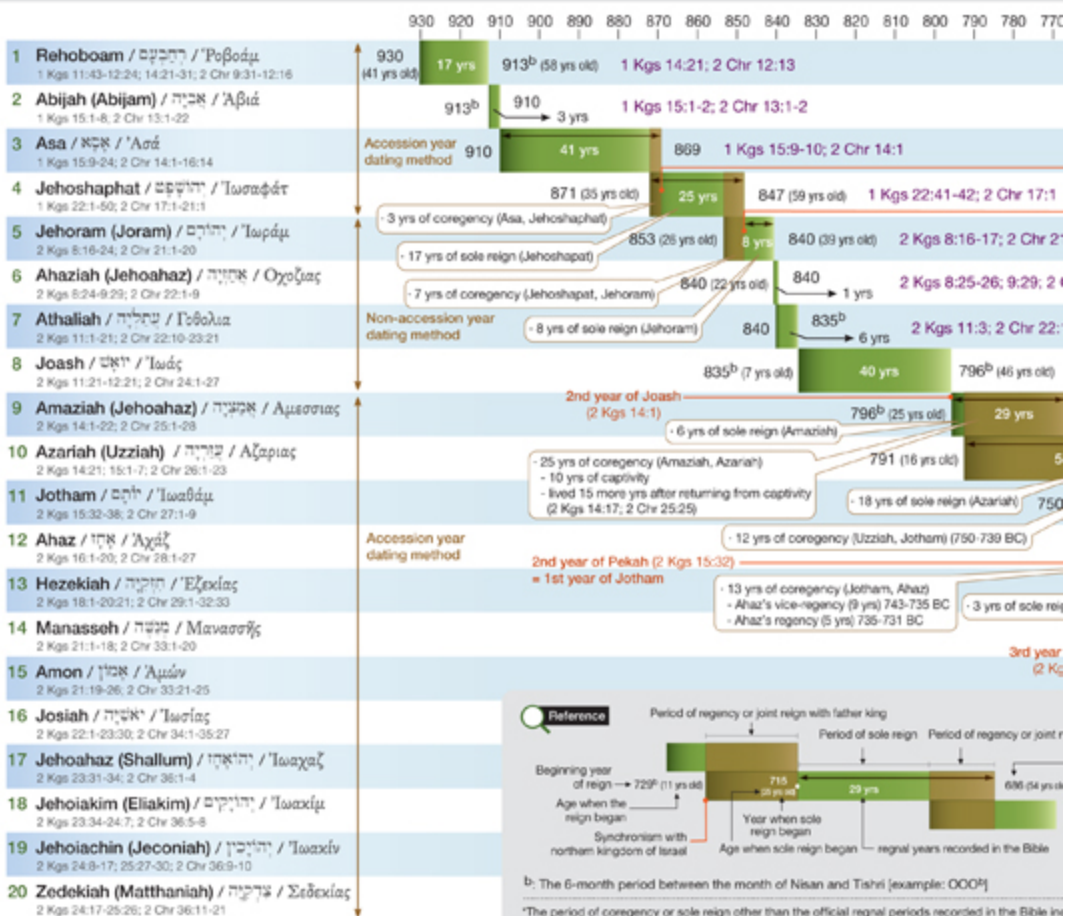 930 920 910 900 890 880 870 860 850 840 830 820 810 800 790 780 770
1 Rehoboam / רְחַבְעָם / Ῥοβοάμ
1 Kgs 11:43-12:24; 14:21-31; 2 Chr 9:31-12:16
930
(41 yrs old)
17 yrs
913b (58 yrs old)
1 Kgs 14:21; 2 Chr 12:13
2 Abijah (Abijam) / אֲבִיָּה / Ἀβιά
1 Kgs 15:1-8; 2 Chr 13:1-22
913b
910
3 yrs
1 Kgs 15:1-2; 2 Chr 13:1-2
3 Asa / אָסָא / Ἀσά
1 Kgs 15:9-24; 2 Chr 14:1-16:14
Accession year
dating method
910
41 yrs
869
1 Kgs 15:9-10; 2 Chr 14:1
4 Jehoshaphat / יְהוֹשָׁפָט / Ἰωσαφάτ
1 Kgs 22:1-50; 2 Chr 17:1-21:1
871 (35 yrs old)
25 yrs
847 (59 yrs old)
1 Kgs 22:41-42; 2 Chr 17:1
· 3 yrs of coregency (Asa, Jehoshaphat)
5 Jehoram (Joram) / יְהוֹרָם / Ἰωράμ
2 Kgs 8:16-24; 2 Chr 21:1-20
853 (26 yrs old)
8 yrs
840 (39 yrs old)
2 Kgs 8:16-17; 2 Chr 2
· 17 yrs of sole reign (Jehoshapat)
6 Ahaziah (Jehoahaz) / אֲחַזְיָה / Οχοζιας
2 Kgs 8:24-9:29; 2 Chr 22:1-9
840 (22 yrs old)
840
1 yrs
2 Kgs 8:25-26; 9:29; 2
· 7 yrs of coregency (Jehoshapat, Jehoram)
7 Athaliah / עֲתַלְיָה / Γοθολια
2 Kgs 11:1-21; 2 Chr 22:10-23:21
Non-accession year
dating method
· 8 yrs of sole reign (Jehoram)
840
835b
6 yrs
2 Kgs 11:3; 2 Chr 22:
8 Joash / יוֹאָשׁ / Ἰωάς
2 Kgs 11:21-12:21; 2 Chr 24:1-27
835b (7 yrs old)
40 yrs
796b (46 yrs old)
9 Amaziah (Jehoahaz) / אֲמַצְיָה / Αμεσσιας
2 Kgs 14:1-22; 2 Chr 25:1-28
2nd year of Joash
(2 Kgs 14:1)
796b (25 yrs old)
29 yrs
· 6 yrs of sole reign (Amaziah)
10 Azariah (Uzziah) / עֲזַרְיָה / Αζαριας
2 Kgs 14:21; 15:1-7; 2 Chr 26:1-23
791 (16 yrs old)
5
· 25 yrs of coregency (Amaziah, Azariah)
- 10 yrs of captivity
- lived 15 more yrs after returning from captivity
(2 Kgs 14:17; 2 Chr 25:25)
11 Jotham / יוֹתָם / Ἰωαθάμ
2 Kgs 15:32-38; 2 Chr 27:1-9
· 18 yrs of sole reign (Azariah)
750
12 Ahaz / אָחָז / Ἀχάζ
2 Kgs 16:1-20; 2 Chr 28:1-27
Accession year
dating method
· 12 yrs of coregency (Uzziah, Jotham) (750-739 BC)
2nd year of Pekah (2 Kgs 15:32)
= 1st year of Jotham
13 Hezekiah / חִזְקִיָּה / Ἐζεκίας
2 Kgs 18:1-20:21; 2 Chr 29:1-32:33
· 13 yrs of coregency (Jotham, Ahaz)
- Ahaz's vice-regency (9 yrs) 743-735 BC
- Ahaz's regency (5 yrs) 735-731 BC
· 3 yrs of sole
14 Manasseh / מְנַשֶּׁה / Μανασσῆς
2 Kgs 21:1-18; 2 Chr 33:1-20
3rd year
(2
15 Amon / אָמוֹן / Ἀμών
2 Kgs 21:19-26; 2 Chr 33:21-25
16 Josiah / יֹאשִׁיָּה / Ἰωσίας
2 Kgs 22:1-23:30; 2 Chr 34:1-35:27
17 Jehoahaz (Shallum) / יְהוֹאָחָז / Ἰωαχαζ
2 Kgs 23:31-34; 2 Chr 36:1-4
18 Jehoiakim (Eliakim) / יְהוֹיָקִים / Ἰωακίμ
2 Kgs 23:34-24:7; 2 Chr 36:5-8
19 Jehoiachin (Jeconiah) / יְהוֹיָכִין / Ἰωακίν
2 Kgs 24:8-17; 25:27-30; 2 Chr 36:9-10
20 Zedekiah (Matthaniah) / צִדְקִיָּה / Σεδεκίας
2 Kgs 24:17-25:26; 2 Chr 36:11-21
Reference
Period of regency or joint reign with father king
Period of sole reign
Period of regency or joint
Beginning year
of reign
729b (11 yrs old)
715
(25 yrs old)
29 yrs
686 (54 yrs
Age when the
reign began
Year when sole
reign began
Synchronism with
northern kingdom of Israel
Age when sole reign began
regnal years recorded in the Bible
b: The 6-month period between the month of Nisan and Tishri [example: OOOb]
*The period of coregency or sole reign other than the official regnal periods recorded in the Bible